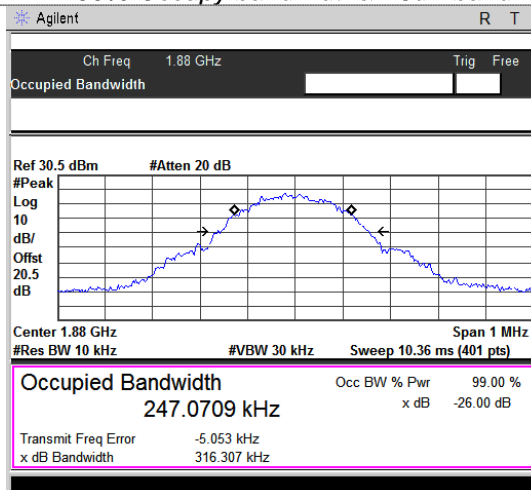 Agilent R T
Ch Freq 1.88 GHz Trig Free
Occupied Bandwidth
Ref 30.5 dBm #Atten 20 dB
#Peak
Log
10
dB/
Offst
20.5
dB
Center 1.88 GHz Span 1 MHz
#Res BW 10 kHz #VBW 30 kHz Sweep 10.36 ms (401 pts)
Occupied Bandwidth Occ BW % Pwr 99.00 %
247.0709 kHz x dB -26.00 dB
Transmit Freq Error -5.053 kHz
x dB Bandwidth 316.307 kHz